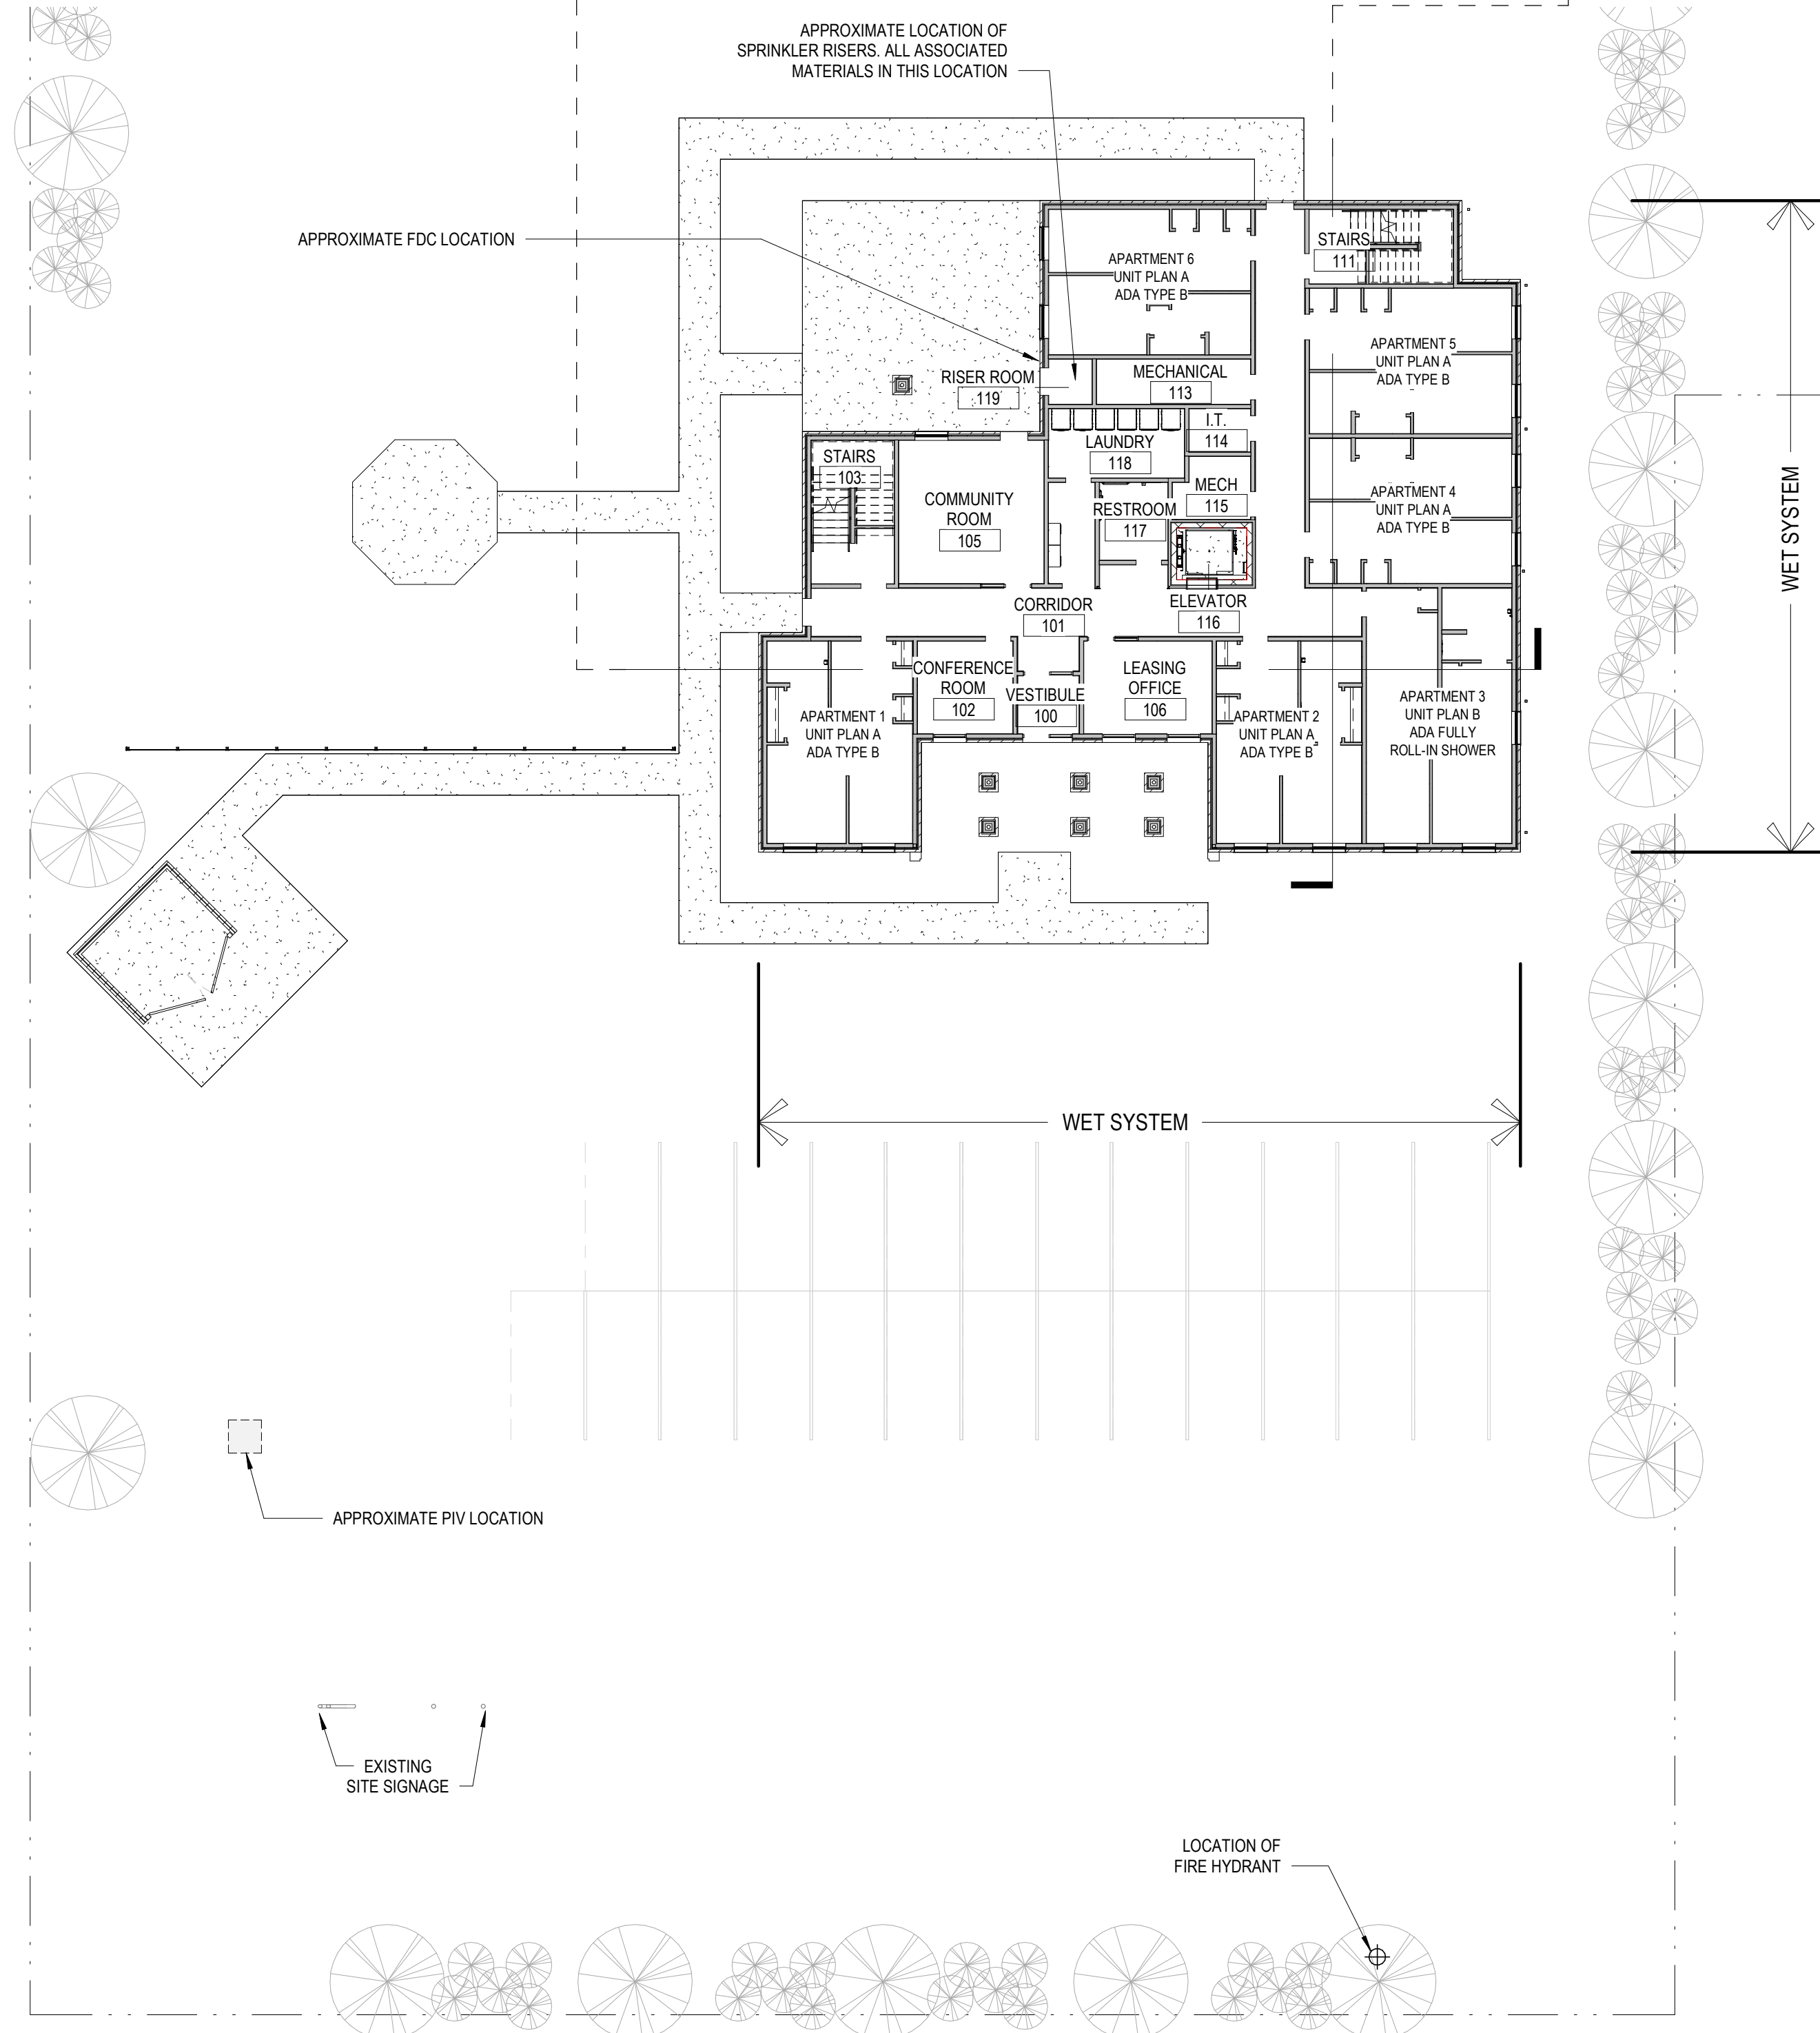 APPROXIMATE LOCATION OF
SPRINKLER RISERS. ALL ASSOCIATED
MATERIALS IN THIS LOCATION
APPROXIMATE FDC LOCATION
STAIRS
111
APARTMENT 6
UNIT PLAN A
ADA TYPE B
APARTMENT 5
UNIT PLAN A
ADA TYPE B
RISER ROOM
119
MECHANICAL
113
I.T.
114
LAUNDRY
118
STAIRS
103
MECH
115
COMMUNITY
ROOM
105
RESTROOM
117
APARTMENT 4
UNIT PLAN A
ADA TYPE B
WET SYSTEM
CORRIDOR
101
ELEVATOR
116
CONFERENCE
ROOM
102
VESTIBULE
100
LEASING
OFFICE
106
APARTMENT 1
UNIT PLAN A
ADA TYPE B
APARTMENT 2
UNIT PLAN A
ADA TYPE B
APARTMENT 3
UNIT PLAN B
ADA FULLY
ROLL-IN SHOWER
WET SYSTEM
APPROXIMATE PIV LOCATION
EXISTING
SITE SIGNAGE
LOCATION OF
FIRE HYDRANT